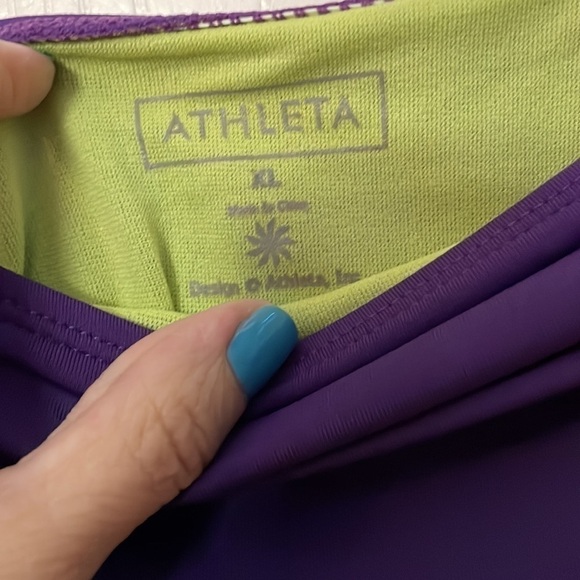 ATHLETA
XL
Made in China
Design © Athleta, Inc.